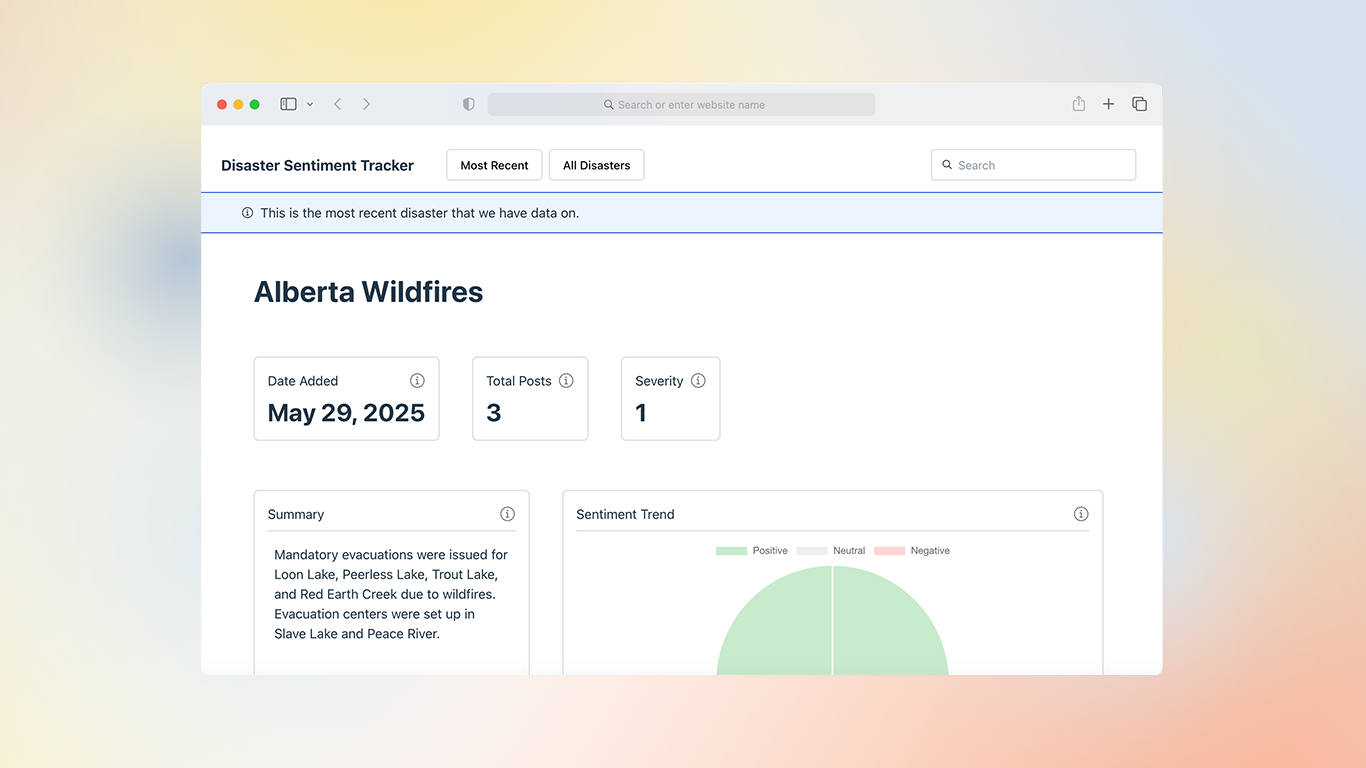 Search or enter website name
Disaster Sentiment Tracker
Most Recent
All Disasters
Search
This is the most recent disaster that we have data on.
Alberta Wildfires
Date Added
May 29, 2025
Total Posts
3
Severity
1
Summary
Mandatory evacuations were issued for
Loon Lake, Peerless Lake, Trout Lake,
and Red Earth Creek due to wildfires.
Evacuation centers were set up in
Slave Lake and Peace River.
Sentiment Trend
Positive
Neutral
Negative